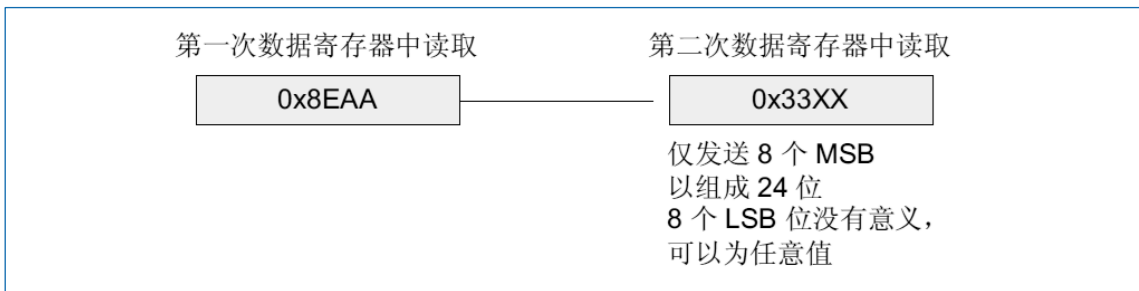 第一次数据寄存器中读取
第二次数据寄存器中读取
0x8EAA
0x33XX
仅发送 8 个 MSB
以组成 24 位
8 个 LSB 位没有意义，
可以为任意值